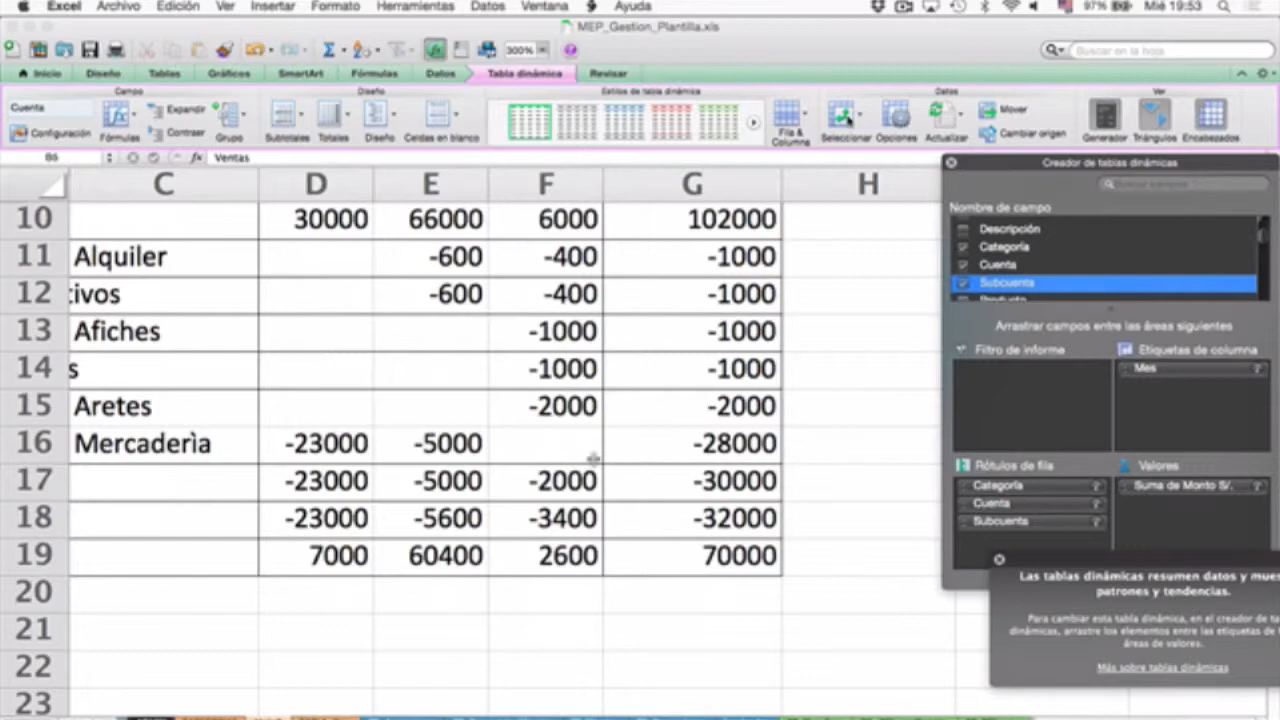 Excel Archivo Edición Ver Insertar Formato Herramientas Datos Ventana Ayuda 97% Mié 19:53
MEP_Gestion_Plantilla.xls
300% Buscar en la hoja
Inicio Diseño Tablas Gráficos SmartArt Fórmulas Datos Tabla dinámica Revisar
Campo Diseño Estilos de tabla dinámica Datos Ver
Cuenta Expandir Mover
Configuración Contraer Cambiar origen
Fórmulas Grupo Subtotales Totales Diseño Celdas en blanco Fila & Columna Seleccionar Opciones Actualizar Generador Triángulos Encabezados
B6 fx Ventas
C D E F G H
10 30000 66000 6000 102000
11 Alquiler -600 -400 -1000
12 tivos -600 -400 -1000
13 Afiches -1000 -1000
14 s -1000 -1000
15 Aretes -2000 -2000
16 Mercaderìa -23000 -5000 -28000
17 -23000 -5000 -2000 -30000
18 -23000 -5600 -3400 -32000
19 7000 60400 2600 70000
20
21
22
23
Creador de tablas dinámicas
Nombre de campo
Descripción
Categoría
Cuenta
Subcuenta
Producto
Arrastrar campos entre las áreas siguientes
Filtro de informe Etiquetas de columna
Mes
Rótulos de fila Valores
Categoría Suma de Monto S/.
Cuenta
Subcuenta
Las tablas dinámicas resumen datos y mues
patrones y tendencias.
Para cambiar esta tabla dinámica, en el creador de ta
dinámicas, arrastre los elementos entre las etiquetas de
áreas de valores.
Más sobre tablas dinámicas